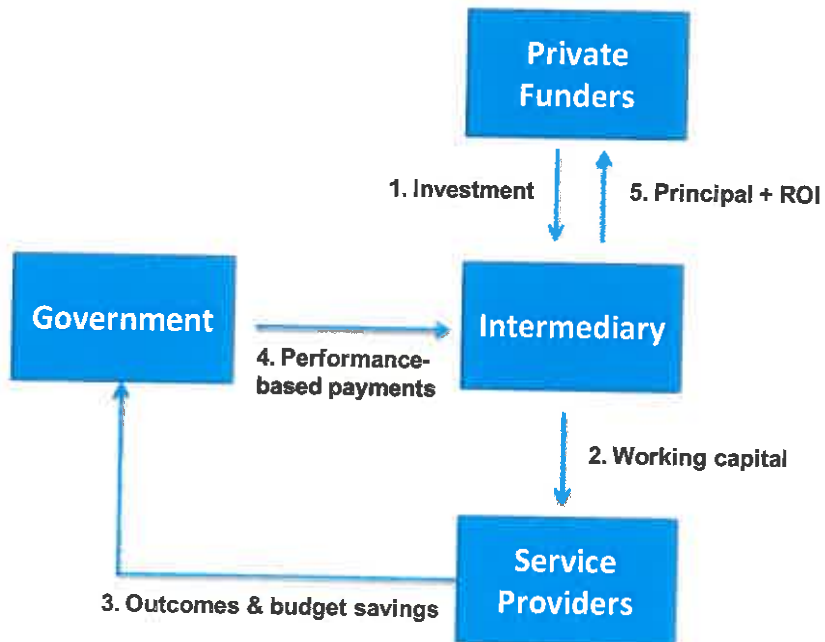 Private
Funders
1. Investment
5. Principal + ROI
Government
Intermediary
4. Performance-
based payments
2. Working capital
Service
Providers
3. Outcomes & budget savings